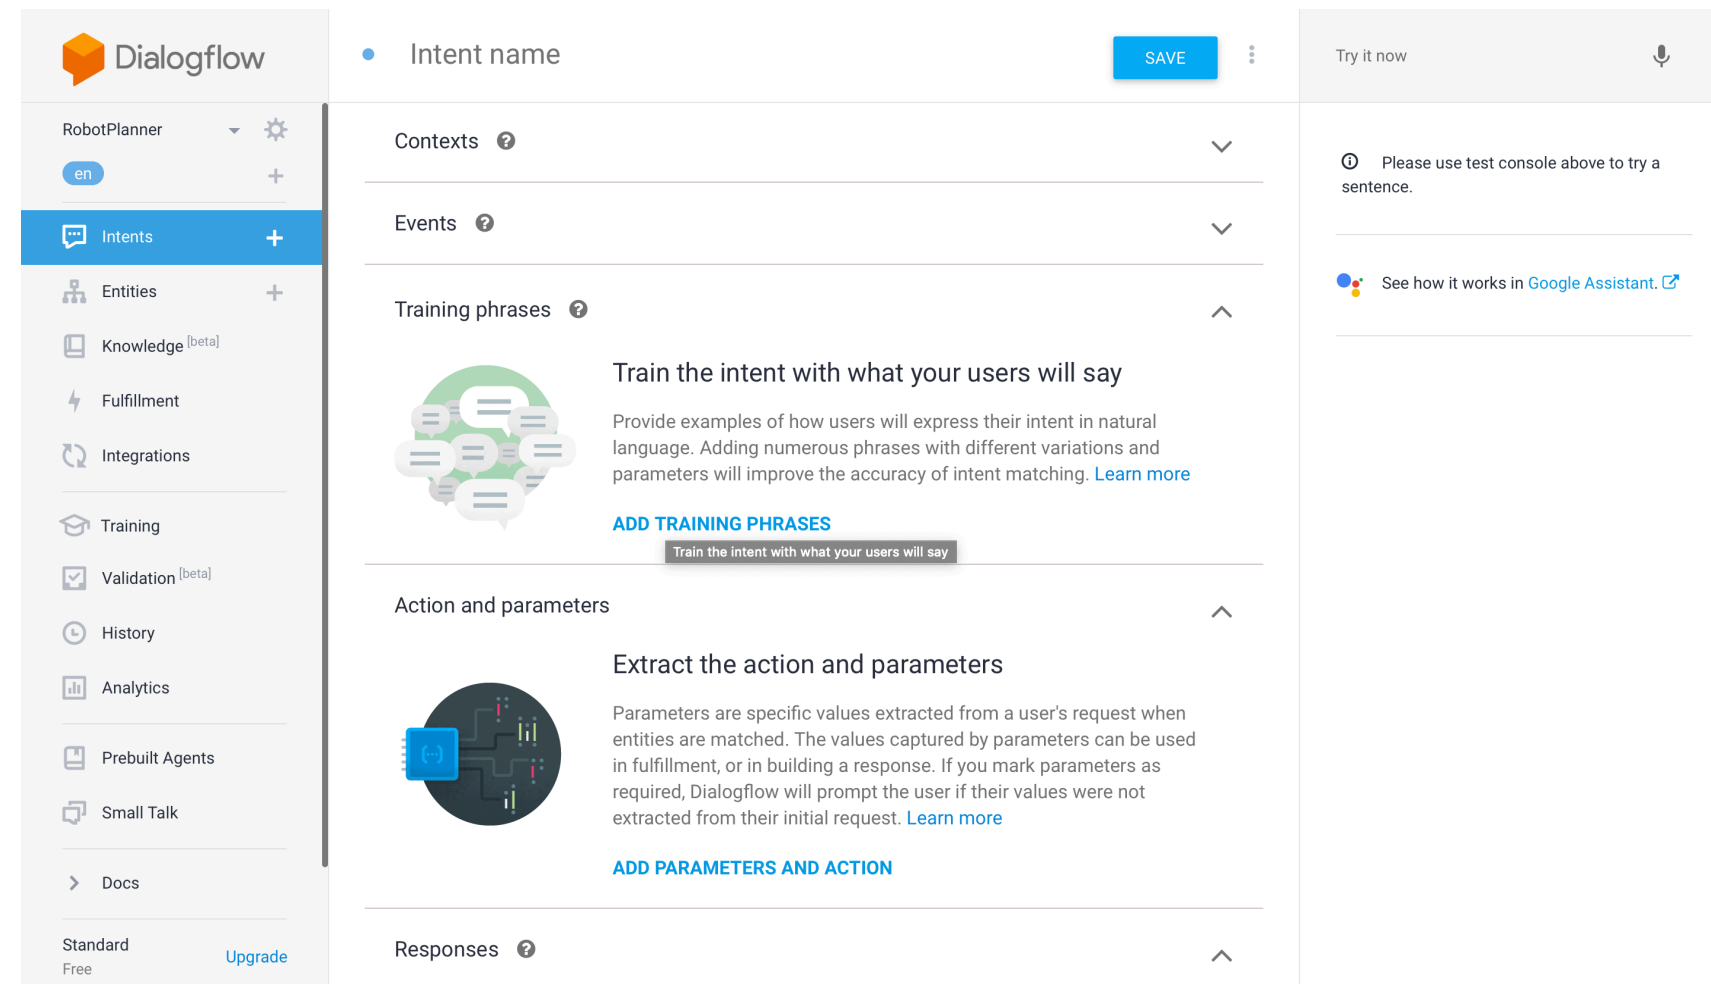 Dialogflow
RobotPlanner
en
Intents
Entities
Knowledge [beta]
Fulfillment
Integrations
Training
Validation [beta]
History
Analytics
Prebuilt Agents
Small Talk
Docs
Standard
Free
Upgrade
Intent name
SAVE
Contexts
Events
Training phrases
Train the intent with what your users will say
Provide examples of how users will express their intent in natural
language. Adding numerous phrases with different variations and
parameters will improve the accuracy of intent matching. Learn more
ADD TRAINING PHRASES
Train the intent with what your users will say
Action and parameters
Extract the action and parameters
Parameters are specific values extracted from a user's request when
entities are matched. The values captured by parameters can be used
in fulfillment, or in building a response. If you mark parameters as
required, Dialogflow will prompt the user if their values were not
extracted from their initial request. Learn more
ADD PARAMETERS AND ACTION
Responses
Try it now
Please use test console above to try a
sentence.
See how it works in Google Assistant.